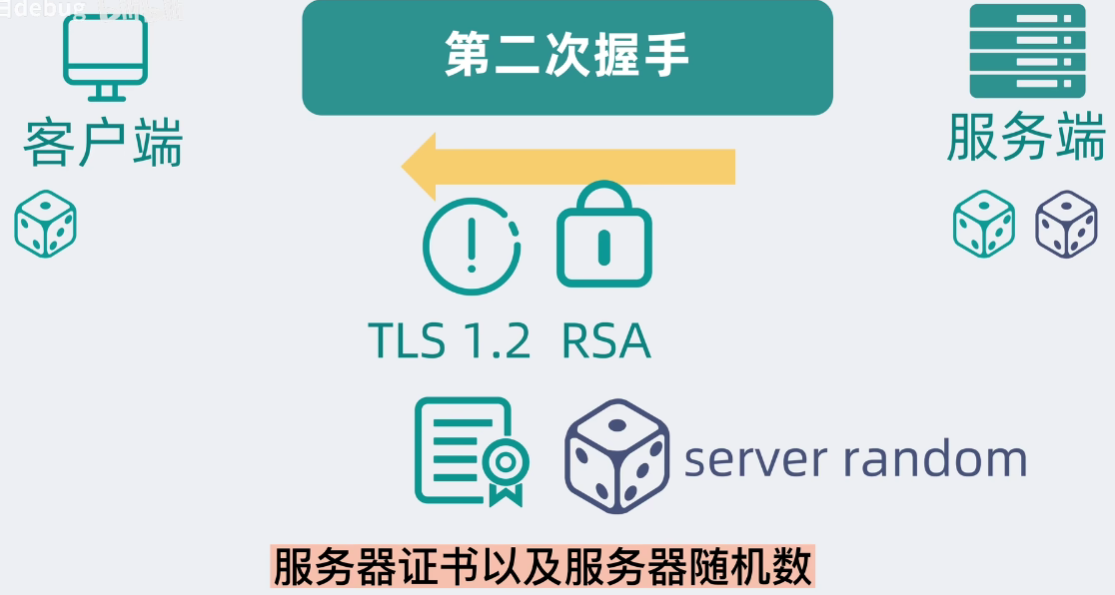 debug
第二次握手
客户端
服务端
TLS 1.2 RSA
server random
服务器证书以及服务器随机数